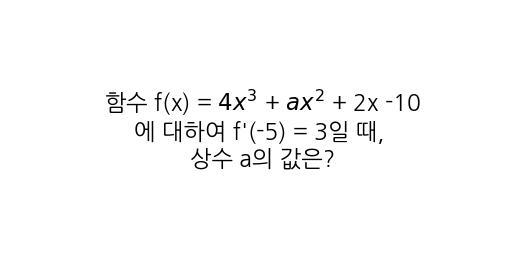 함수 f(x) = 4x³ + ax² + 2x -10
에 대하여 f'(-5) = 3일 때,
상수 a의 값은?